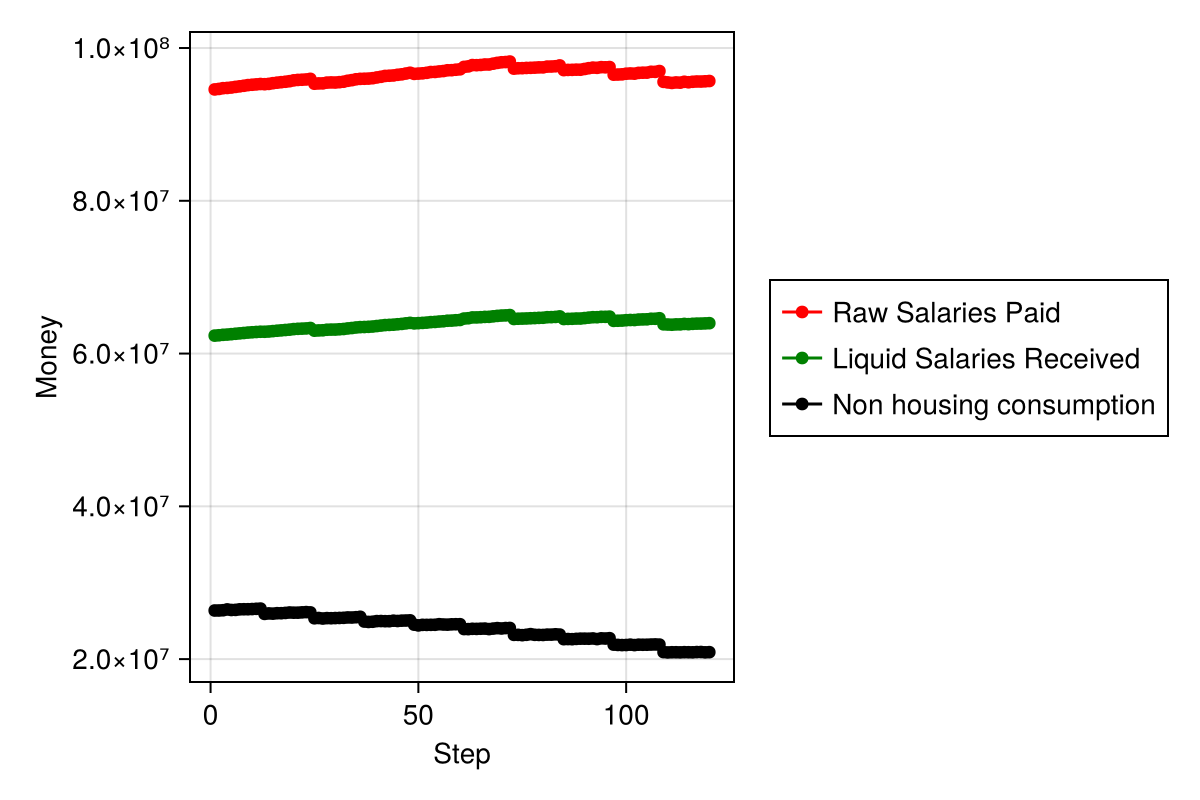 1.0×10⁸
8.0×10⁷
6.0×10⁷
4.0×10⁷
2.0×10⁷
Money
0 50 100
Step
Raw Salaries Paid
Liquid Salaries Received
Non housing consumption